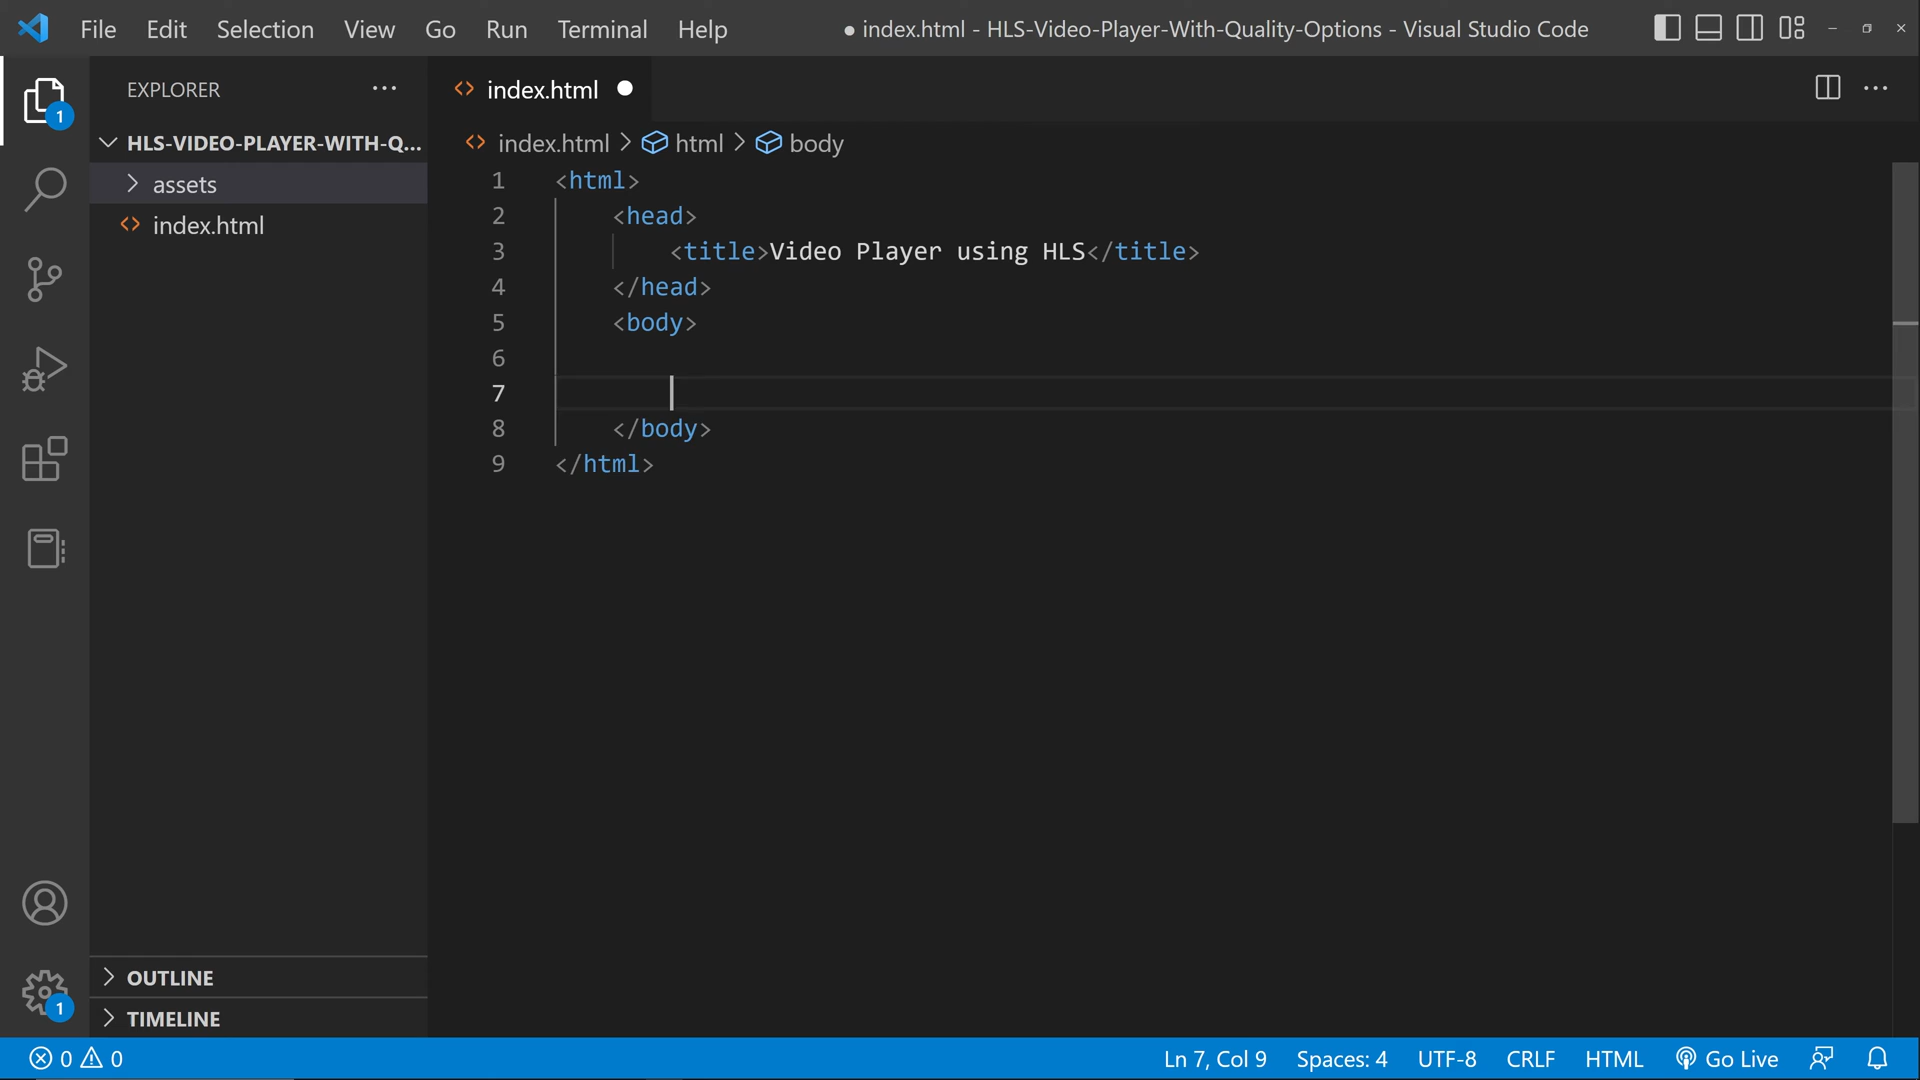 File Edit Selection View Go Run Terminal Help ● index.html - HLS-Video-Player-With-Quality-Options - Visual Studio Code
EXPLORER ···
index.html
1
HLS-VIDEO-PLAYER-WITH-Q...
index.html > html > body
assets
index.html
1 <html>
2 <head>
3 <title>Video Player using HLS</title>
4 </head>
5 <body>
6
7
8 </body>
9 </html>
OUTLINE
1
TIMELINE
0 0 Ln 7, Col 9 Spaces: 4 UTF-8 CRLF HTML Go Live